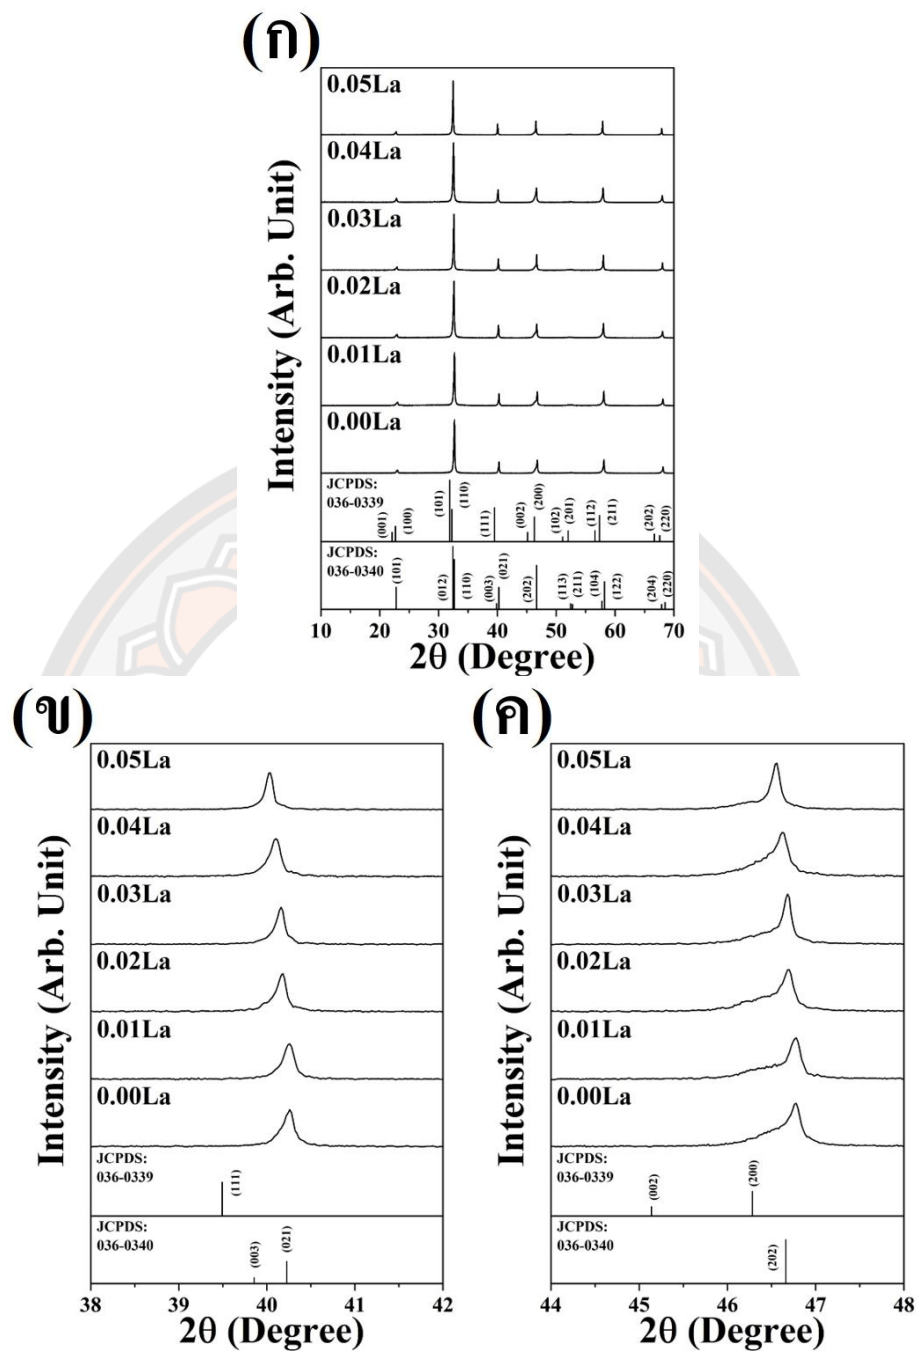 (ก)
Intensity (Arb. Unit)
0.05La
0.04La
0.03La
0.02La
0.01La
0.00La
JCPDS:
036-0339
(001)
(100)
(101)
(110)
(111)
(002)
(200)
(102)
(201)
(112)
(211)
(202)
(220)
JCPDS:
036-0340
(101)
(012)
(110)
(003)
(021)
(202)
(113)
(211)
(104)
(122)
(204)
(220)
10 20 30 40 50 60 70
2θ (Degree)
(ข)
Intensity (Arb. Unit)
0.05La
0.04La
0.03La
0.02La
0.01La
0.00La
JCPDS:
036-0339
(111)
JCPDS:
036-0340
(003)
(021)
38 39 40 41 42
2θ (Degree)
(ค)
Intensity (Arb. Unit)
0.05La
0.04La
0.03La
0.02La
0.01La
0.00La
JCPDS:
036-0339
(002)
(200)
JCPDS:
036-0340
(202)
44 45 46 47 48
2θ (Degree)